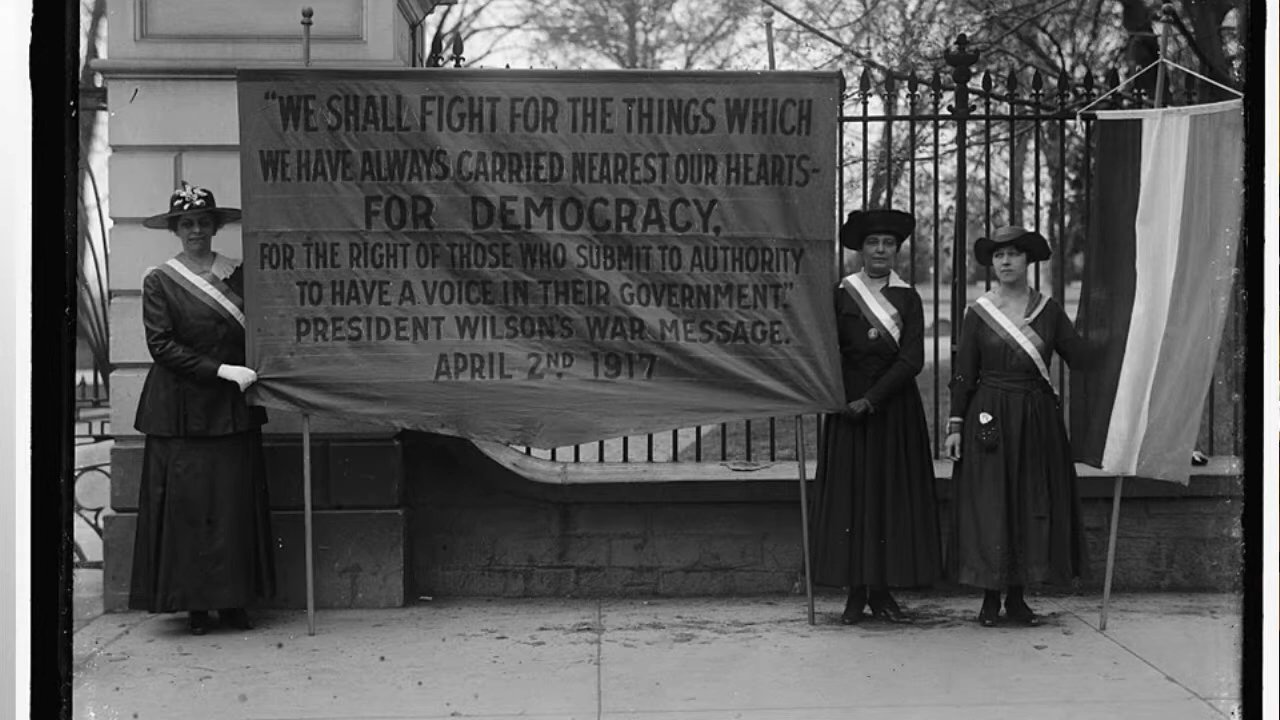 "WE SHALL FIGHT FOR THE THINGS WHICH
WE HAVE ALWAYS CARRIED NEAREST OUR HEARTS-
FOR DEMOCRACY,
FOR THE RIGHT OF THOSE WHO SUBMIT TO AUTHORITY
TO HAVE A VOICE IN THEIR GOVERNMENT."
PRESIDENT WILSON'S WAR MESSAGE.
APRIL 2ND 1917